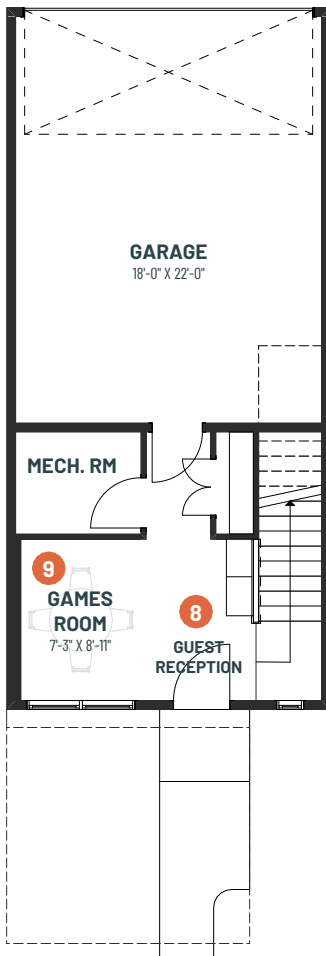 GARAGE
18'-0" X 22'-0"
MECH. RM
9
GAMES
ROOM
7'-3" X 8'-11"
8
GUEST
RECEPTION